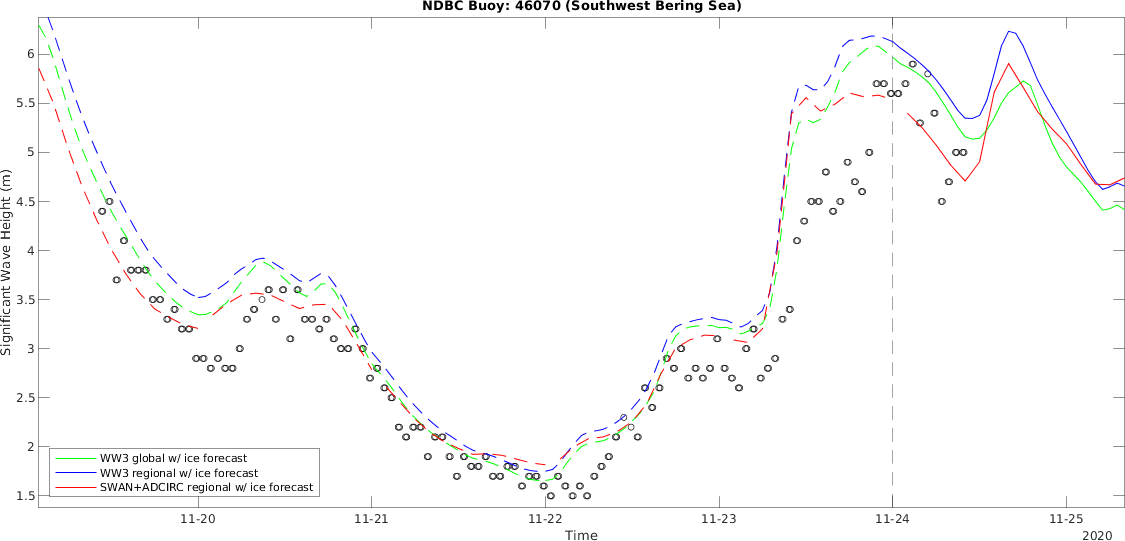 NDBC Buoy: 46070 (Southwest Bering Sea)
Significant Wave Height (m)
6
5.5
5
4.5
4
3.5
3
2.5
2
1.5
WW3 global w/ ice forecast
WW3 regional w/ ice forecast
SWAN+ADCIRC regional w/ ice forecast
11-20
11-21
11-22
11-23
11-24
11-25
Time
2020